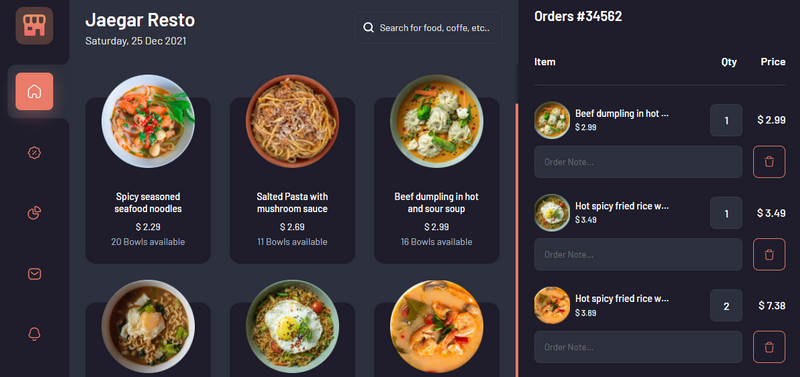 Jaegar Resto
Saturday, 25 Dec 2021
Search for food, coffe, etc..
Spicy seasoned
seafood noodles
$ 2.29
20 Bowls available
Salted Pasta with
mushroom sauce
$ 2.69
11 Bowls available
Beef dumpling in hot
and sour soup
$ 2.99
16 Bowls available
Orders #34562
Item Qty Price
Beef dumpling in hot ...
$ 2.99
1
$ 2.99
Order Note...
Hot spicy fried rice w...
$ 3.49
1
$ 3.49
Order Note...
Hot spicy fried rice w...
$ 3.69
2
$ 7.38
Order Note...